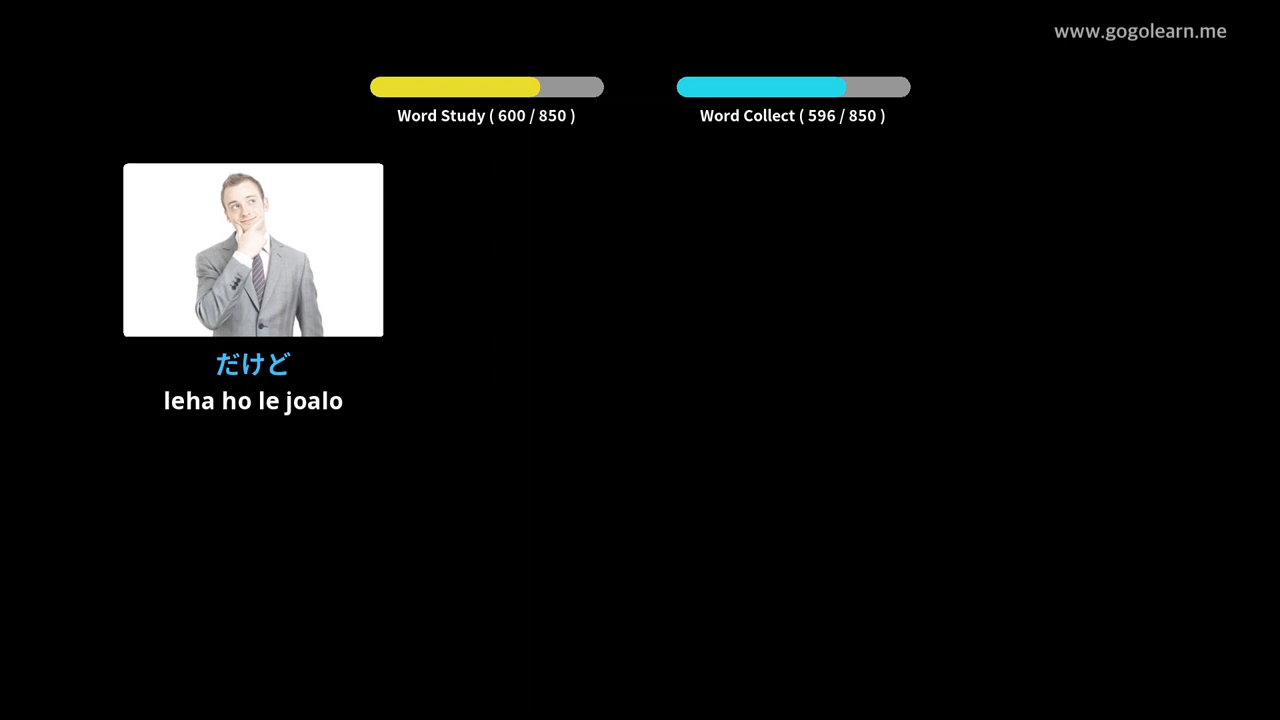 www.gogolearn.me
Word Study ( 600 / 850 )
Word Collect ( 596 / 850 )
だけど
leha ho le joalo